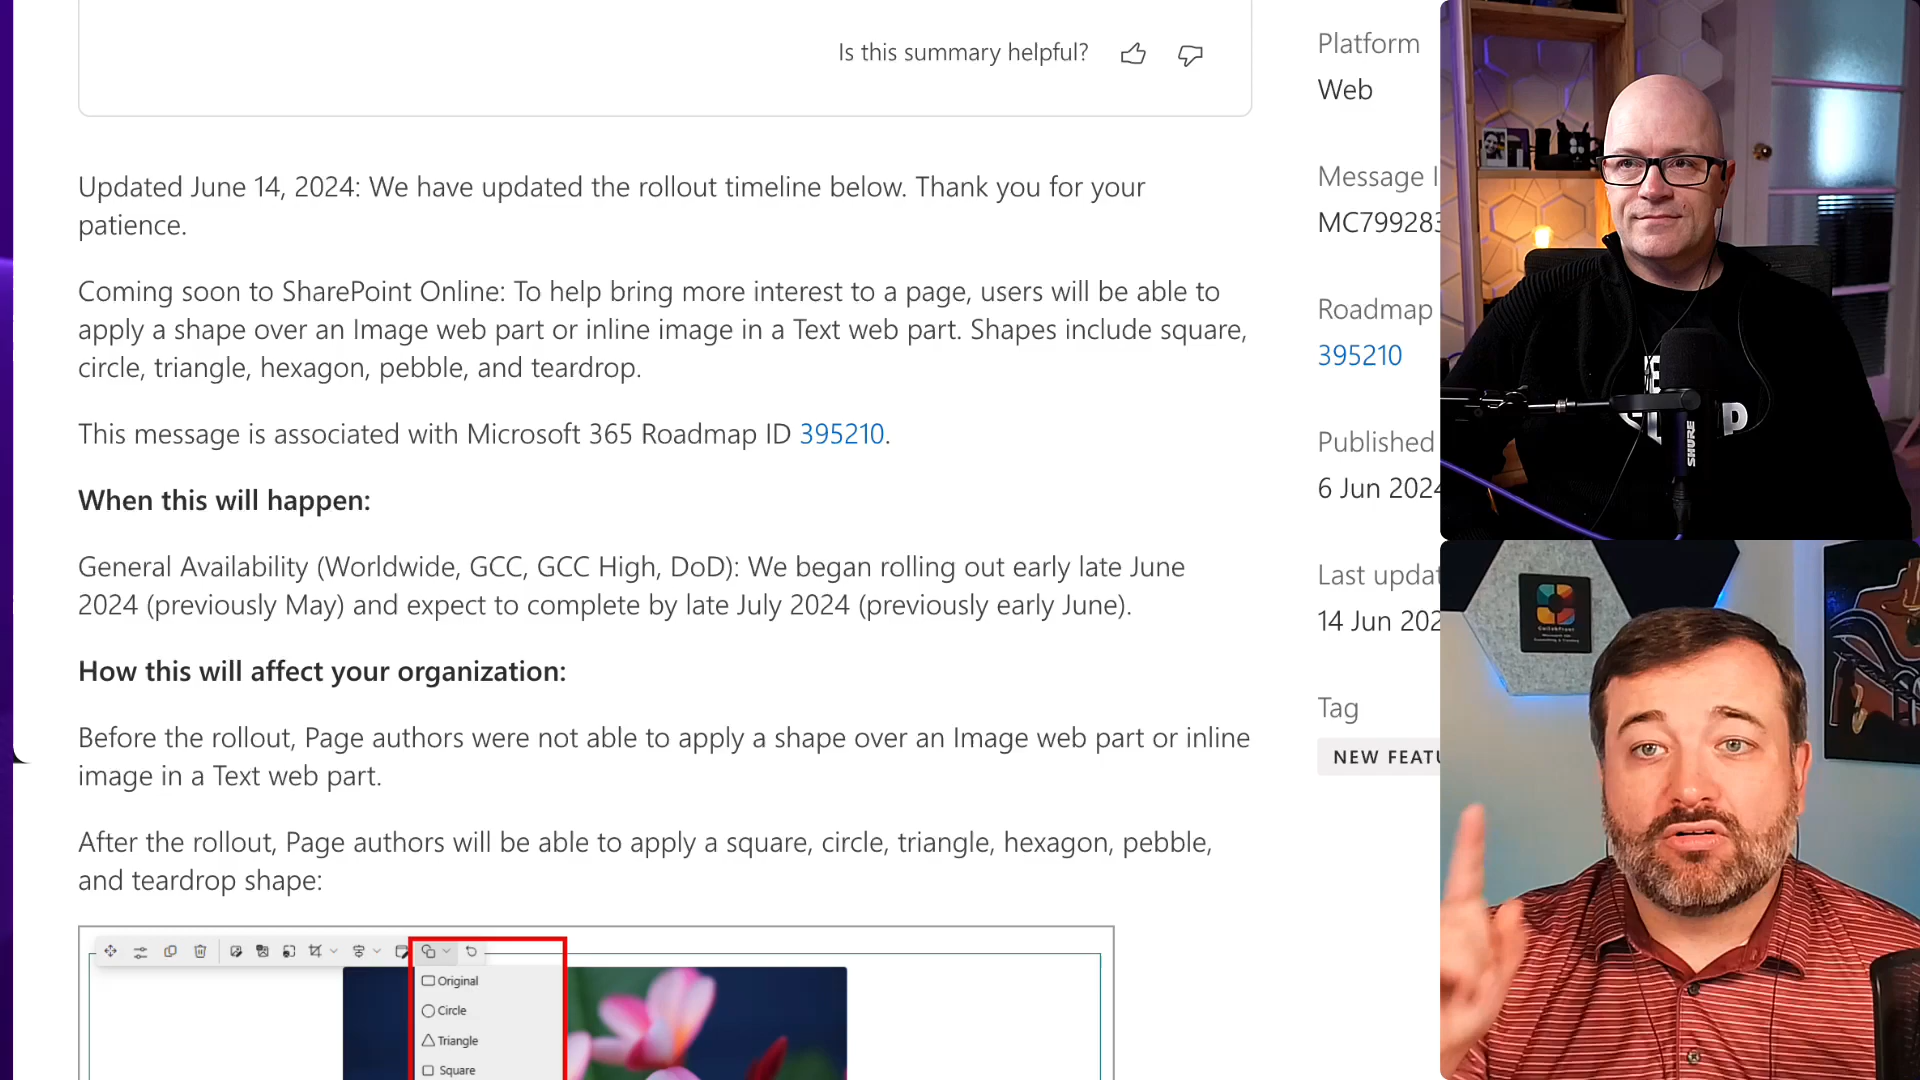 Is this summary helpful?
Updated June 14, 2024: We have updated the rollout timeline below. Thank you for your
patience.
Coming soon to SharePoint Online: To help bring more interest to a page, users will be able to
apply a shape over an Image web part or inline image in a Text web part. Shapes include square,
circle, triangle, hexagon, pebble, and teardrop.
This message is associated with Microsoft 365 Roadmap ID 395210.
When this will happen:
General Availability (Worldwide, GCC, GCC High, DoD): We began rolling out early late June
2024 (previously May) and expect to complete by late July 2024 (previously early June).
How this will affect your organization:
Before the rollout, Page authors were not able to apply a shape over an Image web part or inline
image in a Text web part.
After the rollout, Page authors will be able to apply a square, circle, triangle, hexagon, pebble,
and teardrop shape:
Original
Circle
Triangle
Square
Platform
Web
Message I
MC799283
Roadmap
395210
Published
6 Jun 2024
Last updat
14 Jun 202
Tag
NEW FEATU
SHURE